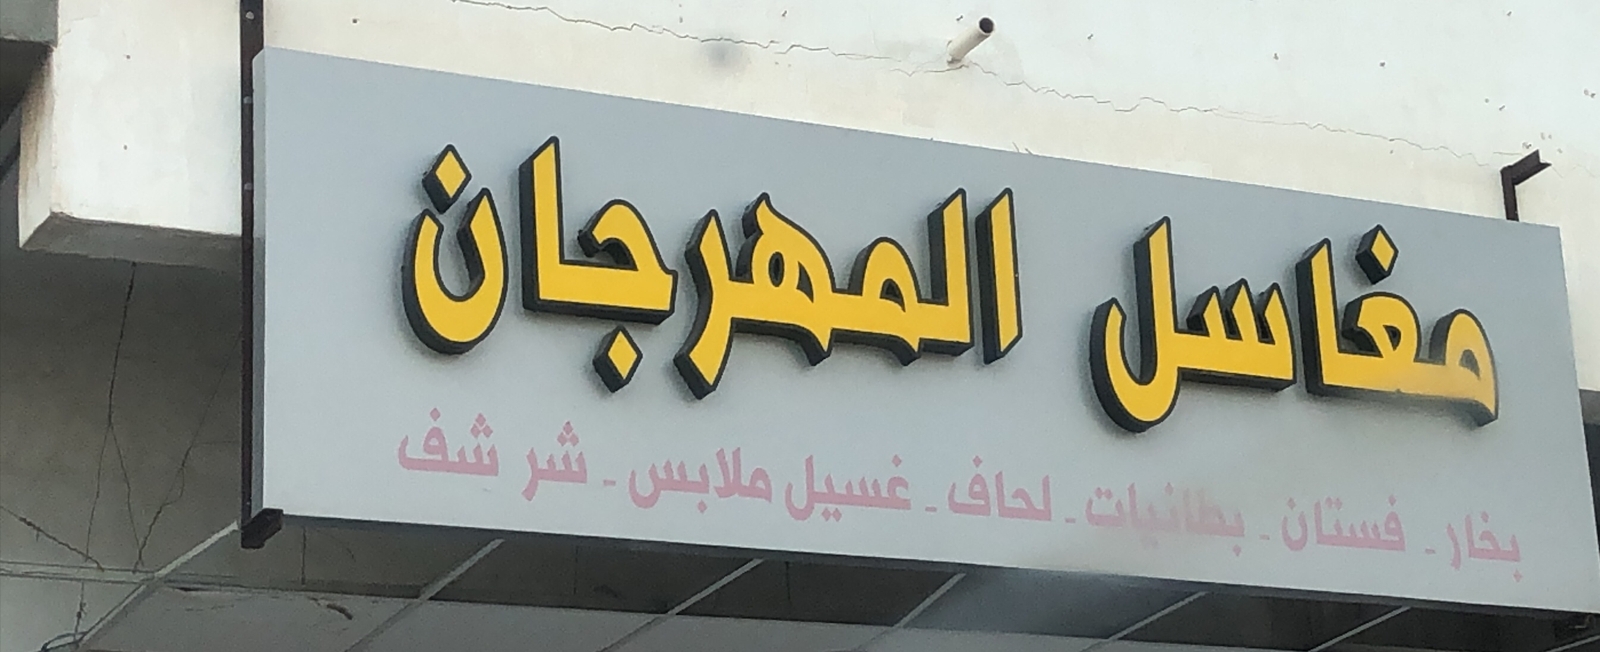 مغاسل المهرجان
بخار - فستان - بطانيات - لحاف - غسيل ملابس - شر شف